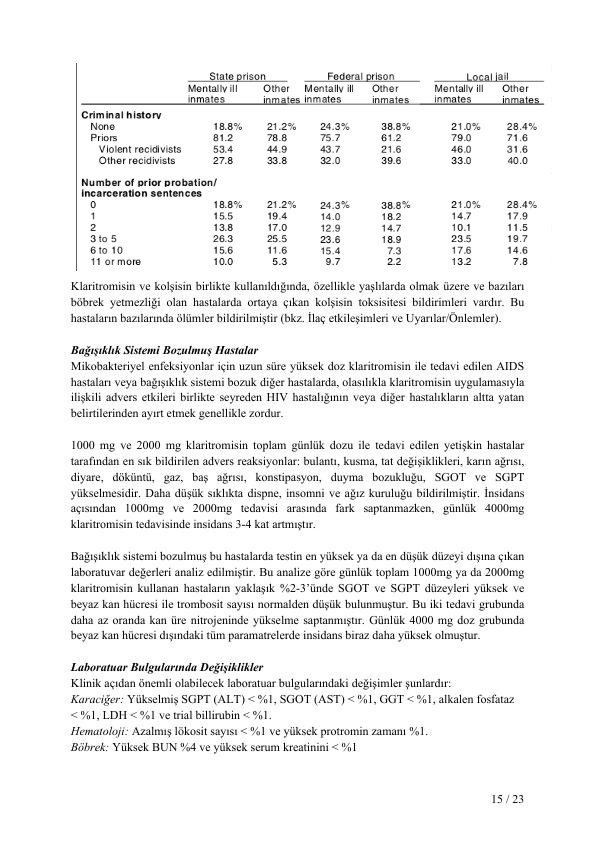 State prison Federal prison Local jail
Mentally ill Other Mentally ill Other Mentally ill Other
inmates inmates inmates inmates inmates inmates
Criminal history
None 18.8% 21.2% 24.3% 38.8% 21.0% 28.4%
Priors 81.2 78.8 75.7 61.2 79.0 71.6
Violent recidivists 53.4 44.9 43.7 21.6 46.0 31.6
Other recidivists 27.8 33.8 32.0 39.6 33.0 40.0
Number of prior probation/
incarceration sentences
0 18.8% 21.2% 24.3% 38.8% 21.0% 28.4%
1 15.5 19.4 14.0 18.2 14.7 17.9
2 13.8 17.0 12.9 14.7 10.1 11.5
3 to 5 26.3 25.5 23.6 18.9 23.5 19.7
6 to 10 15.6 11.6 15.4 7.3 17.6 14.6
11 or more 10.0 5.3 9.7 2.2 13.2 7.8
Klaritromisin ve kolşisin birlikte kullanıldığında, özellikle yaşlılarda olmak üzere ve bazıları
böbrek yetmezliği olan hastalarda ortaya çıkan kolşisin toksisitesi bildirimleri vardır. Bu
hastaların bazılarında ölümler bildirilmiştir (bkz. İlaç etkileşimleri ve Uyarılar/Önlemler).
Bağışıklık Sistemi Bozulmuş Hastalar
Mikobakteriyel enfeksiyonlar için uzun süre yüksek doz klaritromisin ile tedavi edilen AIDS
hastaları veya bağışıklık sistemi bozuk diğer hastalarda, olasılıkla klaritromisin uygulamasıyla
ilişkili advers etkileri birlikte seyreden HIV hastalığının veya diğer hastalıkların altta yatan
belirtilerinden ayırt etmek genellikle zordur.
1000 mg ve 2000 mg klaritromisin toplam günlük dozu ile tedavi edilen yetişkin hastalar
tarafından en sık bildirilen advers reaksiyonlar: bulantı, kusma, tat değişiklikleri, karın ağrısı,
diyare, döküntü, gaz, baş ağrısı, konstipasyon, duyma bozukluğu, SGOT ve SGPT
yükselmesidir. Daha düşük sıklıkta dispne, insomni ve ağız kuruluğu bildirilmiştir. İnsidans
açısından 1000mg ve 2000mg tedavisi arasında fark saptanmazken, günlük 4000mg
klaritromisin tedavisinde insidans 3-4 kat artmıştır.
Bağışıklık sistemi bozulmuş bu hastalarda testin en yüksek ya da en düşük düzeyi dışına çıkan
laboratuvar değerleri analiz edilmiştir. Bu analize göre günlük toplam 1000mg ya da 2000mg
klaritromisin kullanan hastaların yaklaşık %2-3’ünde SGOT ve SGPT düzeyleri yüksek ve
beyaz kan hücresi ile trombosit sayısı normalden düşük bulunmuştur. Bu iki tedavi grubunda
daha az oranda kan üre nitrojeninde yükselme saptanmıştır. Günlük 4000 mg doz grubunda
beyaz kan hücresi dışındaki tüm paramatrelerde insidans biraz daha yüksek olmuştur.
Laboratuar Bulgularında Değişiklikler
Klinik açıdan önemli olabilecek laboratuar bulgularındaki değişimler şunlardır:
Karaciğer: Yükselmiş SGPT (ALT) < %1, SGOT (AST) < %1, GGT < %1, alkalen fosfataz
< %1, LDH < %1 ve trial billirubin < %1.
Hematoloji: Azalmış lökosit sayısı < %1 ve yüksek protromin zamanı %1.
Böbrek: Yüksek BUN %4 ve yüksek serum kreatinini < %1
15 / 23